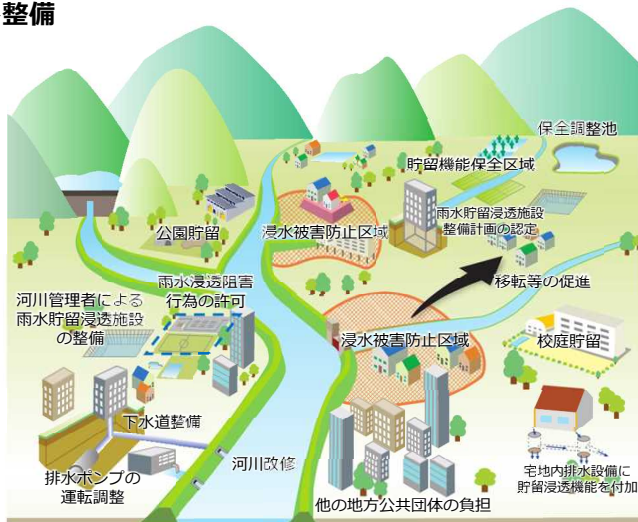 整備
保全調整池
貯留機能保全区域
雨水貯留浸透施設
整備計画の認定
公園貯留
浸水被害防止区域
雨水浸透阻害
行為の許可
移転等の促進
河川管理者による
雨水貯留浸透施設
の整備
浸水被害防止区域
校庭貯留
下水道整備
排水ポンプの
運転調整
河川改修
他の地方公共団体の負担
宅地内排水設備に
貯留浸透機能を付加